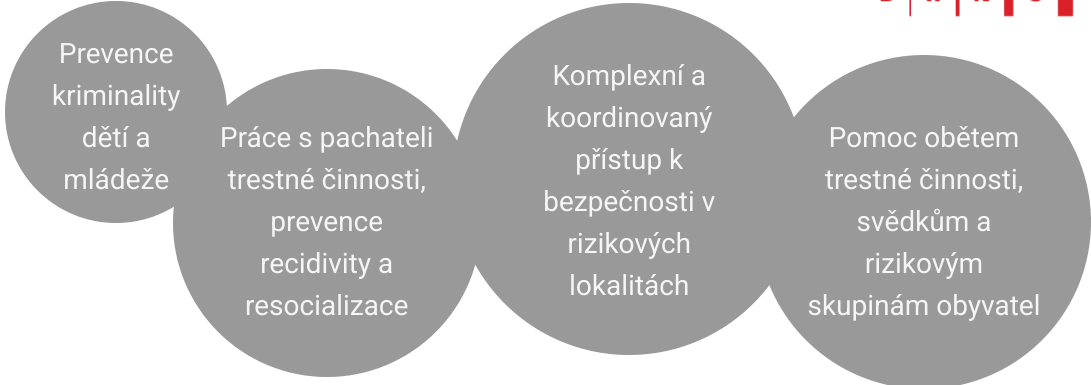 Prevence
kriminality
dětí a
mládeže
Práce s pachateli
trestné činnosti,
prevence
recidivity a
resocializace
Komplexní a
koordinovaný
přístup k
bezpečnosti v
rizikových
lokalitách
Pomoc obětem
trestné činnosti,
svědkům a
rizikovým
skupinám obyvatel